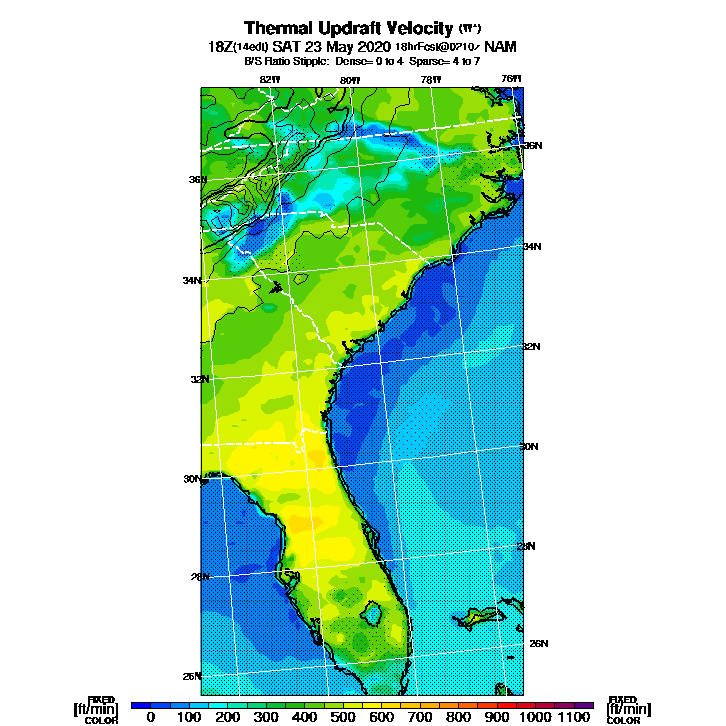 Thermal Updraft Velocity (W*)
18Z(14edt) SAT 23 May 2020 18hrFcst@0210z NAM
B/S Ratio Stipple: Dense= 0 to 4 Sparse= 4 to 7
82W 80W 78W 76W
36N
36N
34N
34N
32N
32N
30N
30N
28N
28N
26N
26N
FIXED
[ft/min]
COLOR
0 100 200 300 400 500 600 700 800 900 1000 1100
FIXED
[ft/min]
COLOR